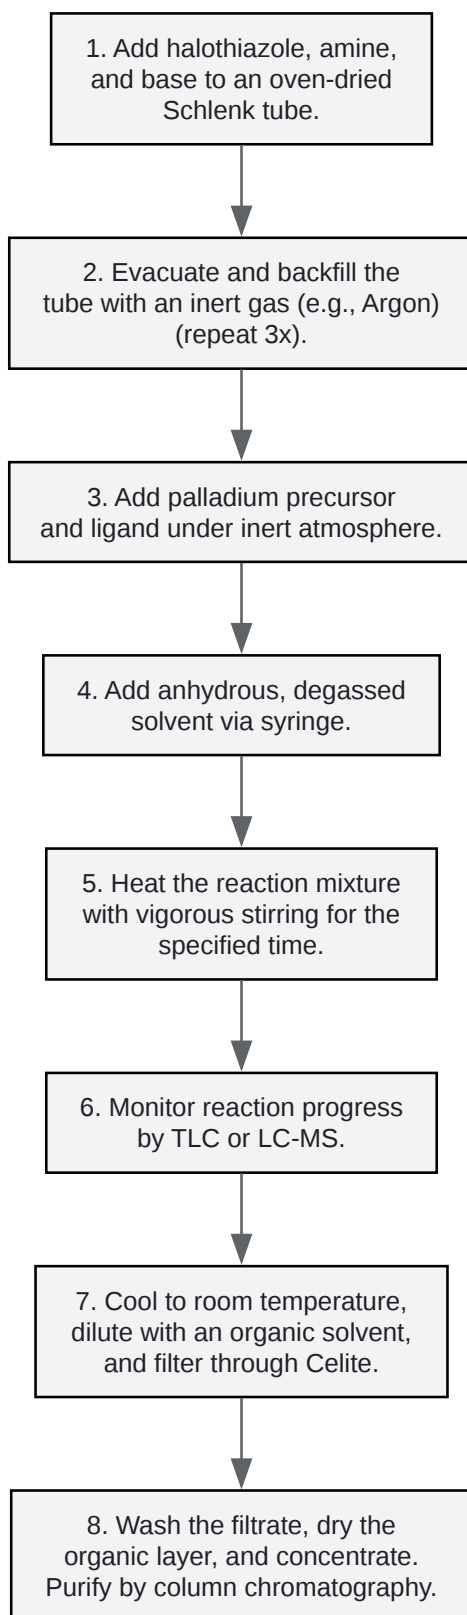 1. Add halothiazole, amine,
and base to an oven-dried
Schlenk tube.
2. Evacuate and backfill the
tube with an inert gas (e.g., Argon)
(repeat 3x).
3. Add palladium precursor
and ligand under inert atmosphere.
4. Add anhydrous, degassed
solvent via syringe.
5. Heat the reaction mixture
with vigorous stirring for the
specified time.
6. Monitor reaction progress
by TLC or LC-MS.
7. Cool to room temperature,
dilute with an organic solvent,
and filter through Celite.
8. Wash the filtrate, dry the
organic layer, and concentrate.
Purify by column chromatography.